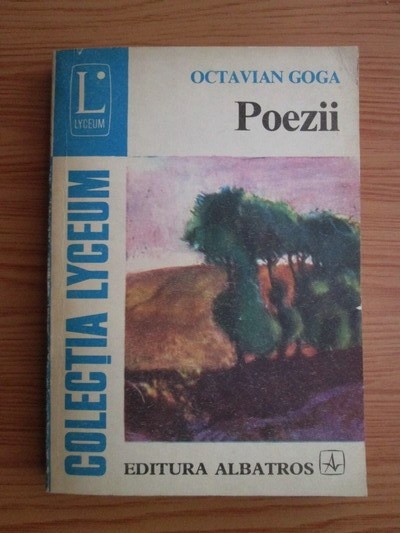 L
LYCEUM
OCTAVIAN GOGA
Poezii
COLECȚIA LYCEUM
EDITURA ALBATROS